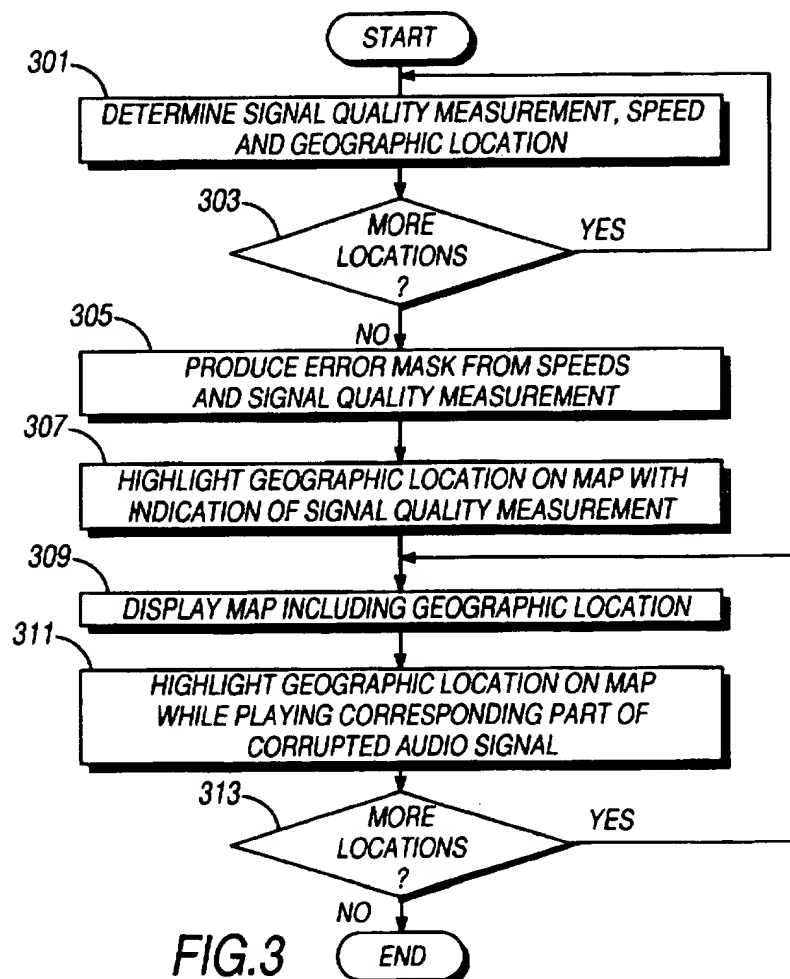 START
301
DETERMINE SIGNAL QUALITY MEASUREMENT, SPEED
AND GEOGRAPHIC LOCATION
303
MORE
LOCATIONS
?
YES
NO
305
PRODUCE ERROR MASK FROM SPEEDS
AND SIGNAL QUALITY MEASUREMENT
307
HIGHLIGHT GEOGRAPHIC LOCATION ON MAP WITH
INDICATION OF SIGNAL QUALITY MEASUREMENT
309
DISPLAY MAP INCLUDING GEOGRAPHIC LOCATION
311
HIGHLIGHT GEOGRAPHIC LOCATION ON MAP
WHILE PLAYING CORRESPONDING PART OF
CORRUPTED AUDIO SIGNAL
313
MORE
LOCATIONS
?
YES
NO
FIG.3
END